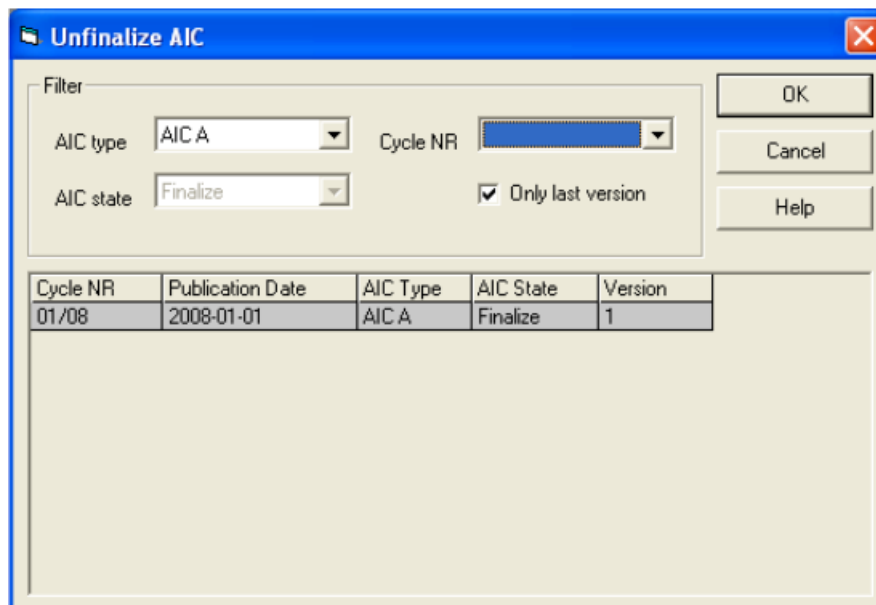 Unfinalize AIC
Filter
AIC type AIC A Cycle NR
AIC state Finalize Only last version
OK
Cancel
Help
Cycle NR Publication Date AIC Type AIC State Version
01/08 2008-01-01 AIC A Finalize 1